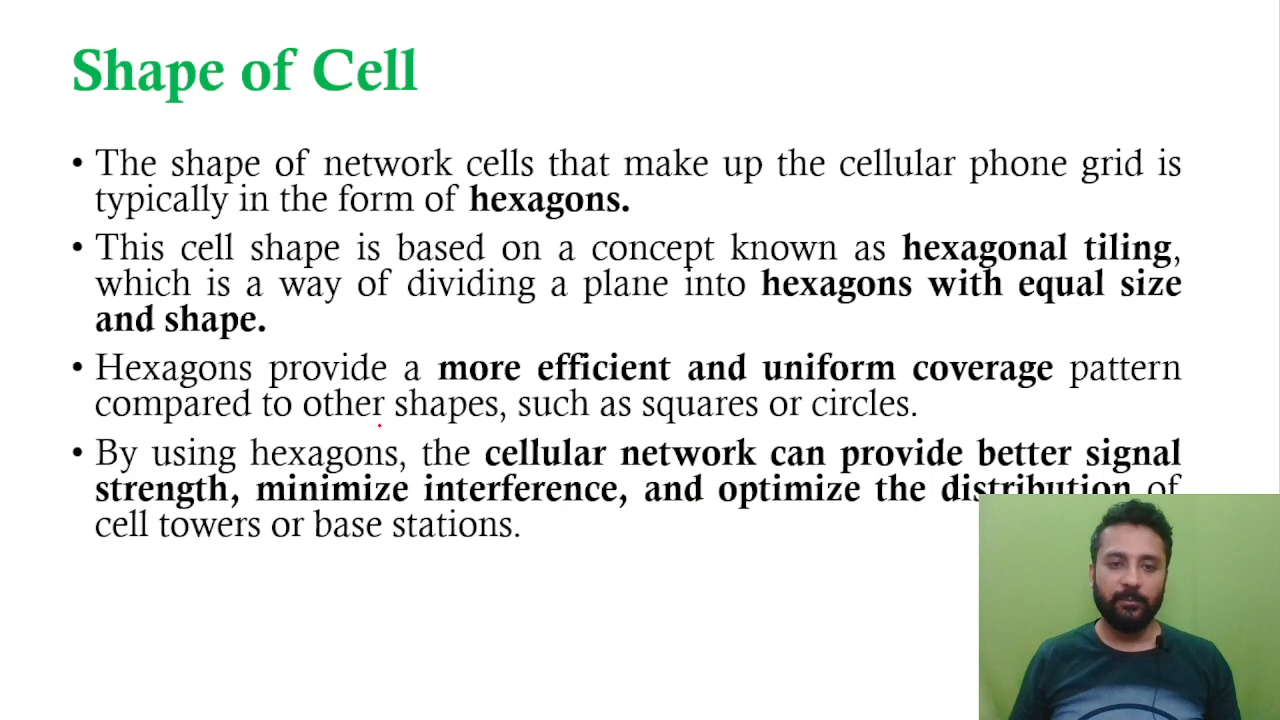 Shape of Cell
• The shape of network cells that make up the cellular phone grid is
typically in the form of hexagons.
• This cell shape is based on a concept known as hexagonal tiling,
which is a way of dividing a plane into hexagons with equal size
and shape.
• Hexagons provide a more efficient and uniform coverage pattern
compared to other shapes, such as squares or circles.
• By using hexagons, the cellular network can provide better signal
strength, minimize interference, and optimize the distribution of
cell towers or base stations.